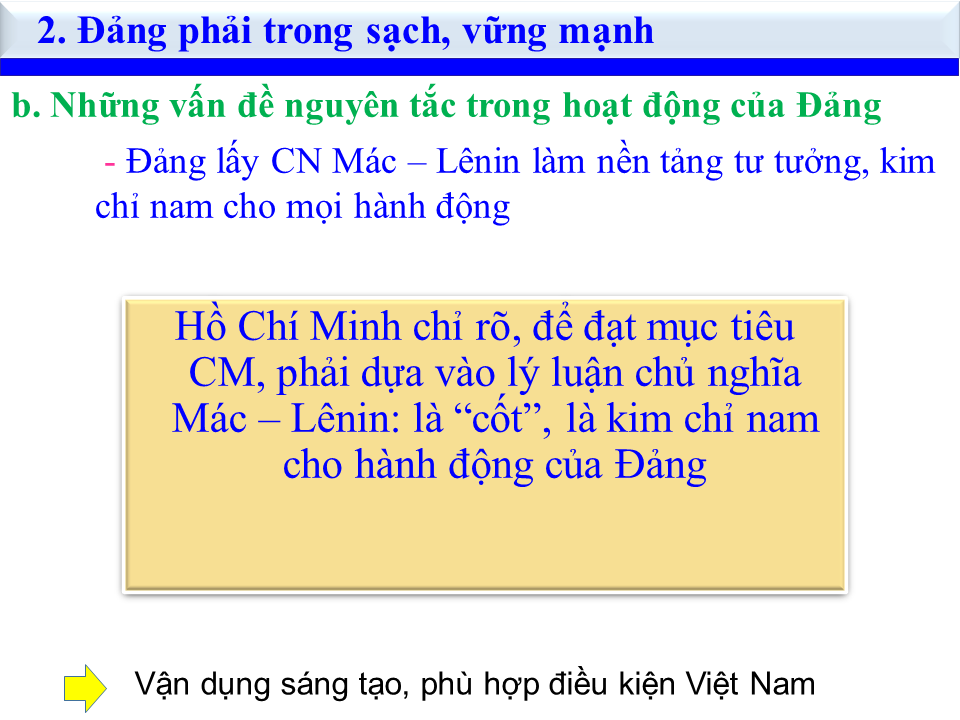 2. Đảng phải trong sạch, vững mạnh
b. Những vấn đề nguyên tắc trong hoạt động của Đảng
- Đảng lấy CN Mác – Lênin làm nền tảng tư tưởng, kim
chỉ nam cho mọi hành động
Hồ Chí Minh chỉ rõ, để đạt mục tiêu
CM, phải dựa vào lý luận chủ nghĩa
Mác – Lênin: là “cốt”, là kim chỉ nam
cho hành động của Đảng
Vận dụng sáng tạo, phù hợp điều kiện Việt Nam